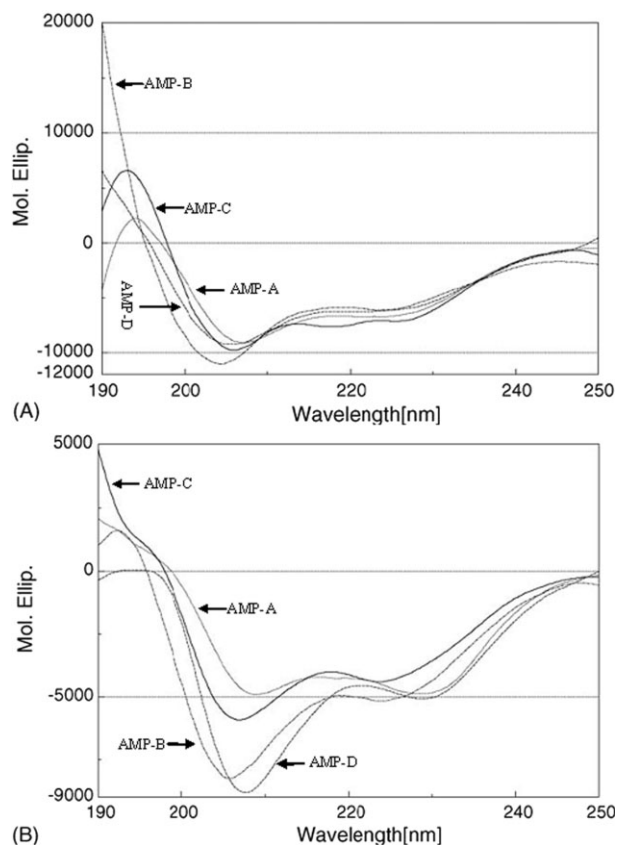 20000
10000
0
-10000
-12000
Mol. Ellip.
AMP-B
AMP-C
AMP-A
AMP-D
190 200 220 240 250
Wavelength[nm]
(A)
5000
0
-5000
-9000
Mol. Ellip.
AMP-C
AMP-A
AMP-B
AMP-D
190 200 220 240 250
Wavelength[nm]
(B)